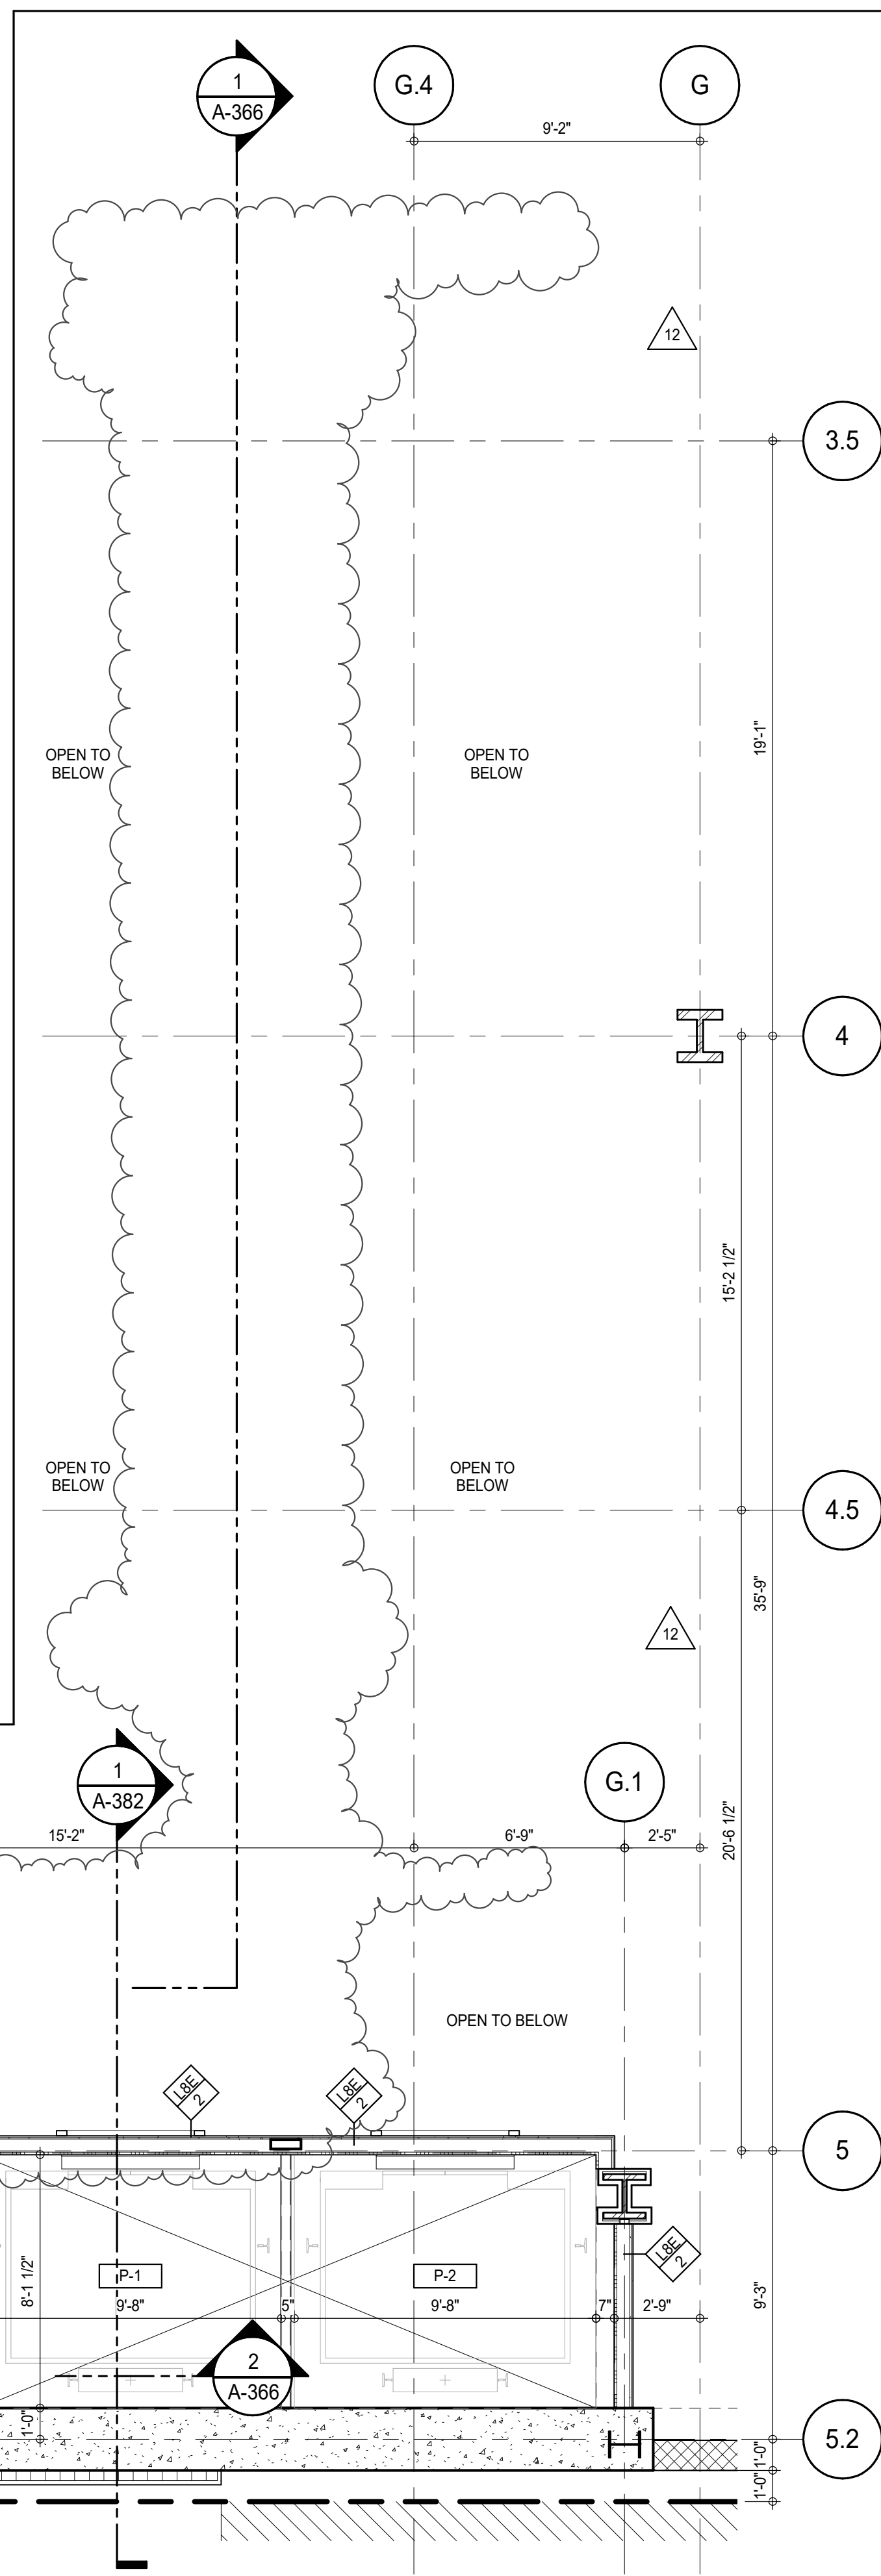 1
A-366
G.4
G
9'-2"
12
3.5
19'-1"
OPEN TO
BELOW
OPEN TO
BELOW
4
15'-2 1/2"
OPEN TO
BELOW
OPEN TO
BELOW
4.5
35'-9"
12
1
A-382
G.1
15'-2"
6'-9"
2'-5"
20'-6 1/2"
OPEN TO BELOW
L8E
2
L8E
2
5
8'-1 1/2"
P-1
P-2
L8E
2
9'-8"
5"
9'-8"
7"
2'-9"
9'-3"
2
A-366
1'-0"
5.2
1'-0"
1'-0"